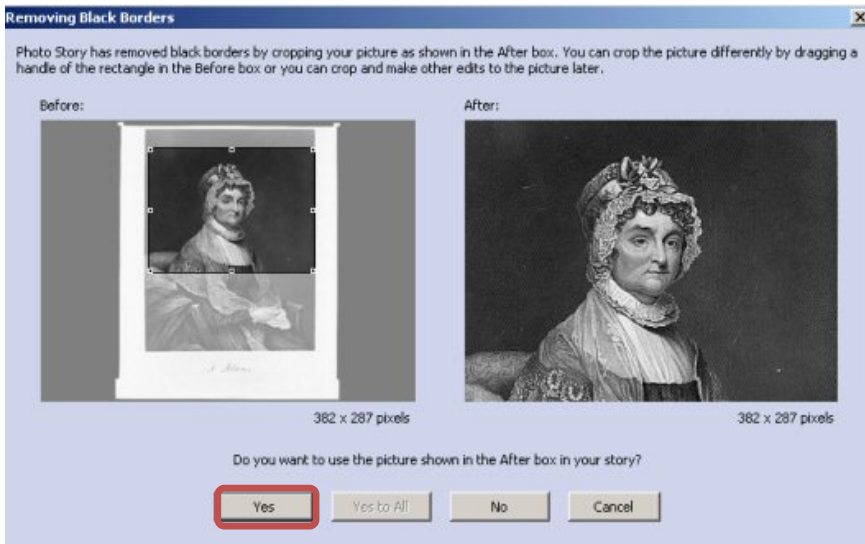 Removing Black Borders
Photo Story has removed black borders by cropping your picture as shown in the After box. You can crop the picture differently by dragging a
handle of the rectangle in the Before box or you can crop and make other edits to the picture later.
Before:
After:
A Adams
382 x 287 pixels
382 x 287 pixels
Do you want to use the picture shown in the After box in your story?
Yes
Yes to All
No
Cancel